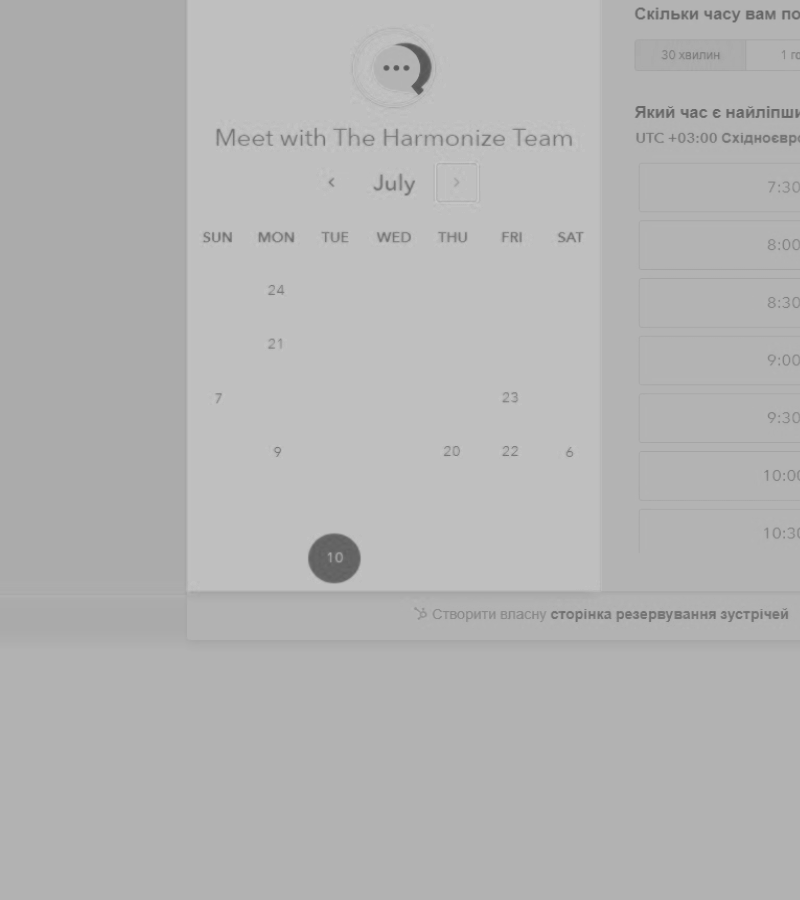 Meet with The Harmonize Team
July
SUN MON TUE WED THU FRI SAT
24
21
7 23
9 20 22 6
10
Скільки часу вам по
30 хвилин 1 го
Який час є найліпши
UTC +03:00 Східноєвро
7:30
8:00
8:30
9:00
9:30
10:00
10:30
Створити власну сторінка резервування зустрічей